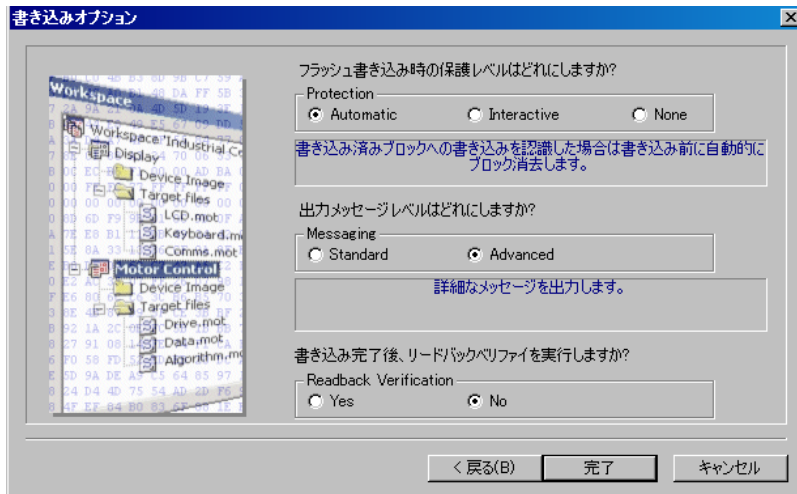 書き込みオプション
Workspace
Workspace 'Industrial
Display
Device Image
Target files
LCD.mot
Keyboard.m
Comms.mot
Motor Control
Device Image
Target files
Drive.mot
Data.mot
Algorithm.mo
フラッシュ書き込み時の保護レベルはどれにしますか?
Protection
Automatic Interactive None
書き込み済みブロックへの書き込みを認識した場合は書き込み前に自動的に
ブロック消去します。
出力メッセージレベルはどれにしますか?
Messaging
Standard Advanced
詳細なメッセージを出力します。
書き込み完了後、リードバックベリファイを実行しますか?
Readback Verification
Yes No
< 戻る(B) 完了 キャンセル